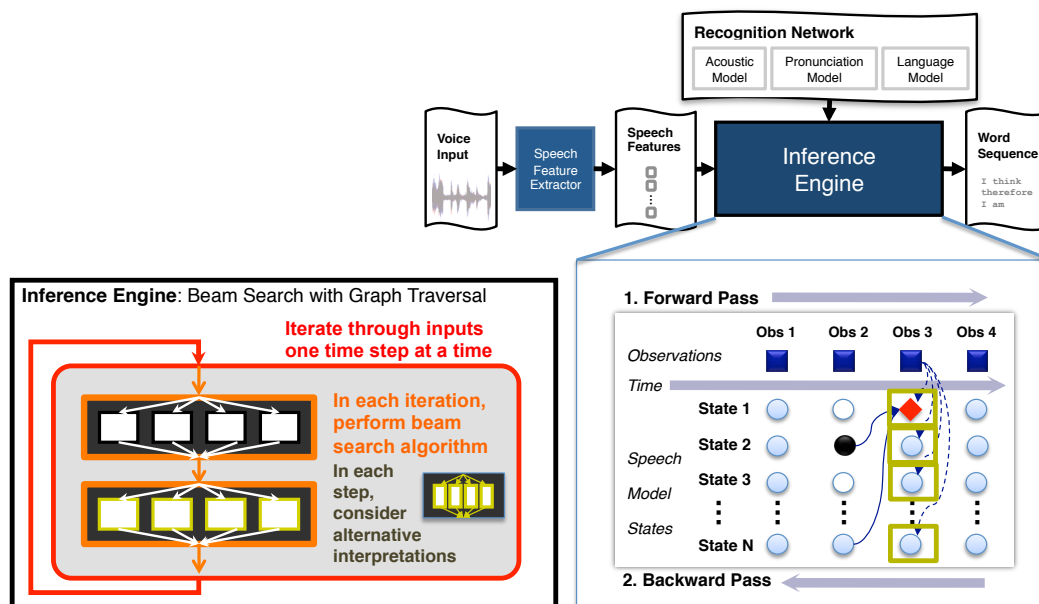 Recognition Network
Acoustic
Model
Pronunciation
Model
Language
Model
Voice
Input
Speech
Feature
Extractor
Speech
Features
Inference
Engine
Word
Sequence
I think
therefore
I am
Inference Engine: Beam Search with Graph Traversal
Iterate through inputs
one time step at a time
In each iteration,
perform beam
search algorithm
In each
step,
consider
alternative
interpretations
1. Forward Pass
Obs 1 Obs 2 Obs 3 Obs 4
Observations
Time
State 1
State 2
Speech
State 3
Model
States
State N
2. Backward Pass